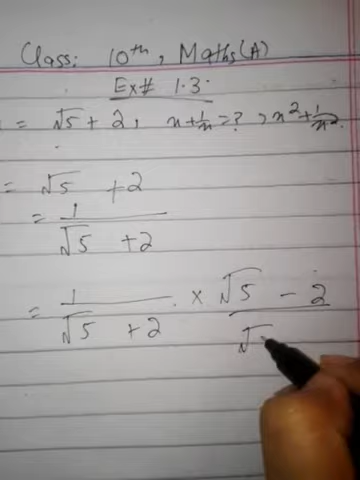 Class: 10th, Maths(A)
Ex# 1.3
= √5 + 2, x + 1/x = ?, x² + 1/x²
= √5 + 2
= 1/(√5 + 2)
= 1/(√5 + 2) × (√5 - 2)/√